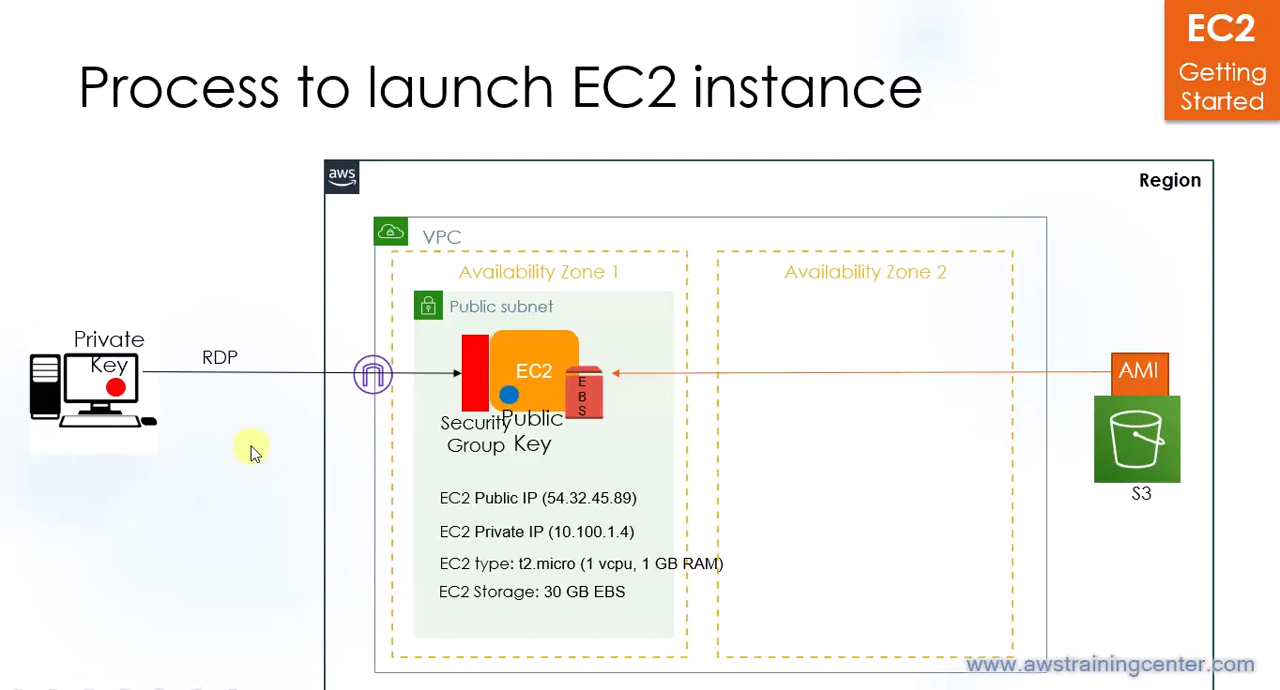 EC2
Getting
Started
Process to launch EC2 instance
aws
Region
VPC
Availability Zone 1
Availability Zone 2
Public subnet
Private
Key
RDP
EC2
E
B
S
AMI
Security
Group
Public
Key
S3
EC2 Public IP (54.32.45.89)
EC2 Private IP (10.100.1.4)
EC2 type: t2.micro (1 vcpu, 1 GB RAM)
EC2 Storage: 30 GB EBS
www.awstrainingcenter.com